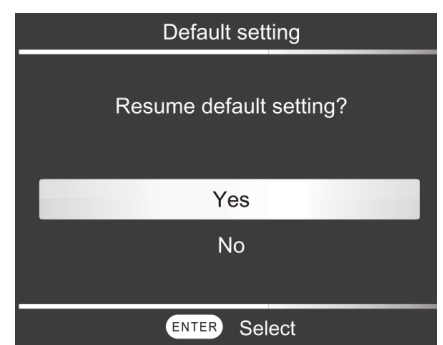 Default setting
Resume default setting?
Yes
No
ENTER Select